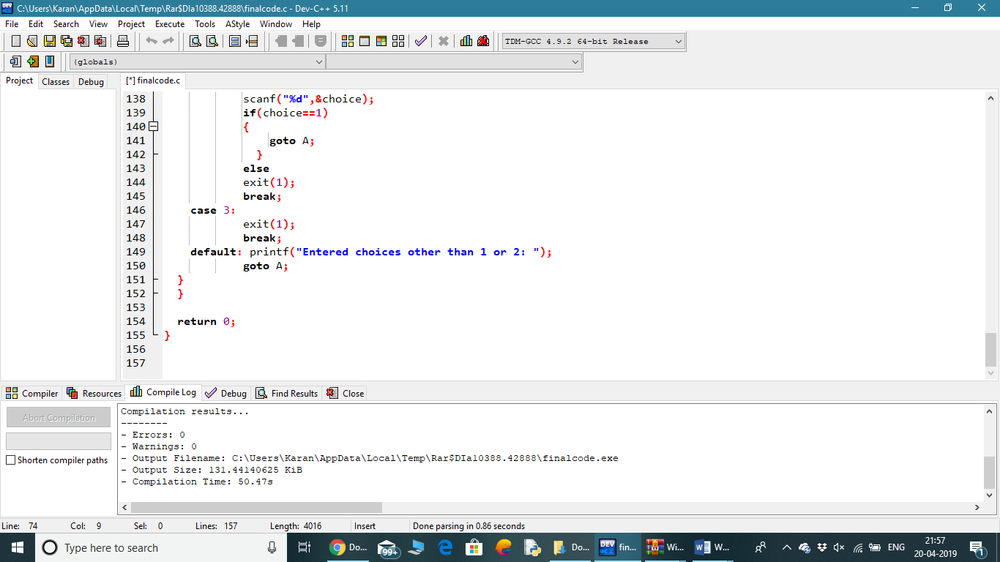 C:\Users\Karan\AppData\Local\Temp\Rar$DIa10388.42888\finalcode.c - Dev-C++ 5.11
File Edit Search View Project Execute Tools AStyle Window Help
TDM-GCC 4.9.2 64-bit Release
(globals)
Project Classes Debug [*] finalcode.c
138 scanf("%d",&choice);
139 if(choice==1)
140 {
141 goto A;
142 }
143 else
144 exit(1);
145 break;
146 case 3:
147 exit(1);
148 break;
149 default: printf("Entered choices other than 1 or 2: ");
150 goto A;
151 }
152 }
153
154 return 0;
155 }
156
157
Compiler Resources Compile Log Debug Find Results Close
Abort Compilation
Shorten compiler paths
Compilation results...
--------
- Errors: 0
- Warnings: 0
- Output Filename: C:\Users\Karan\AppData\Local\Temp\Rar$DIa10388.42888\finalcode.exe
- Output Size: 131.44140625 KiB
- Compilation Time: 50.47s
Line: 74 Col: 9 Sel: 0 Lines: 157 Length: 4016 Insert Done parsing in 0.86 seconds
Type here to search Do... 99+ Do... DEV fin... Wi... W... ENG 21:57
20-04-2019 1